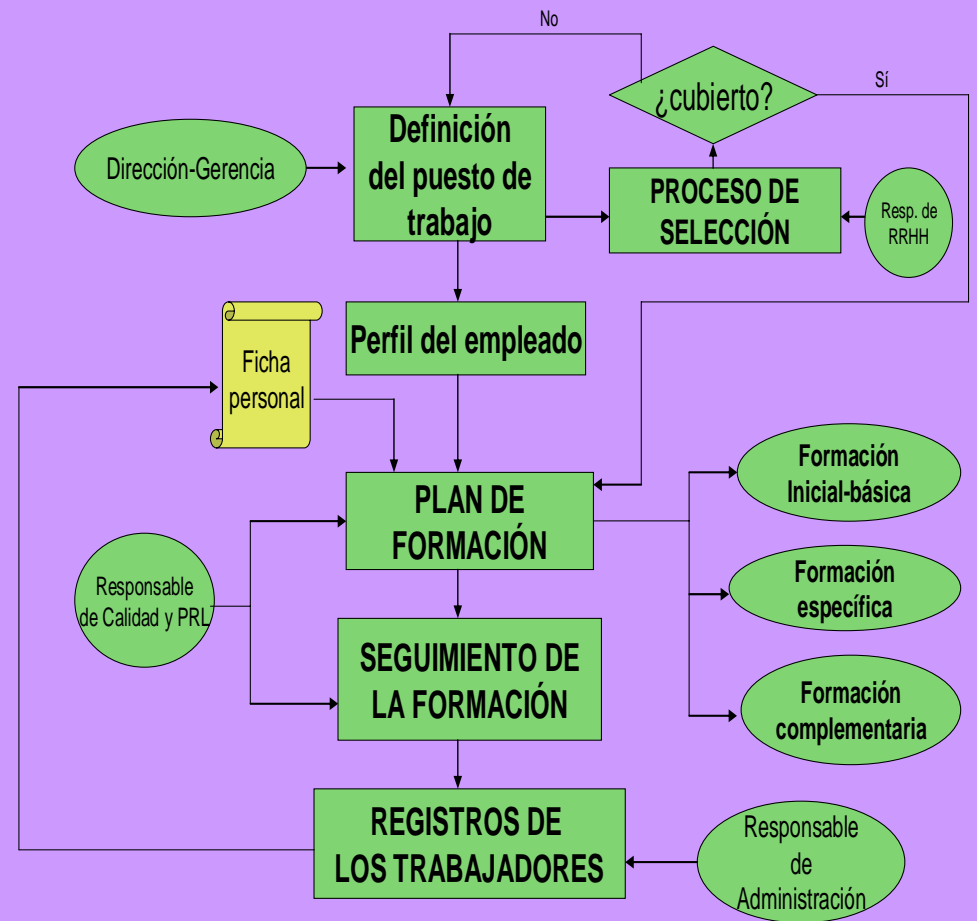 No
¿cubierto?
Sí
Definición
del puesto de
trabajo
Dirección-Gerencia
PROCESO DE
SELECCIÓN
Resp. de
RRHH
Perfil del empleado
Ficha
personal
PLAN DE
FORMACIÓN
Formación
Inicial-básica
Formación
específica
Formación
complementaria
Responsable
de Calidad y PRL
SEGUIMIENTO DE
LA FORMACIÓN
REGISTROS DE
LOS TRABAJADORES
Responsable
de
Administración